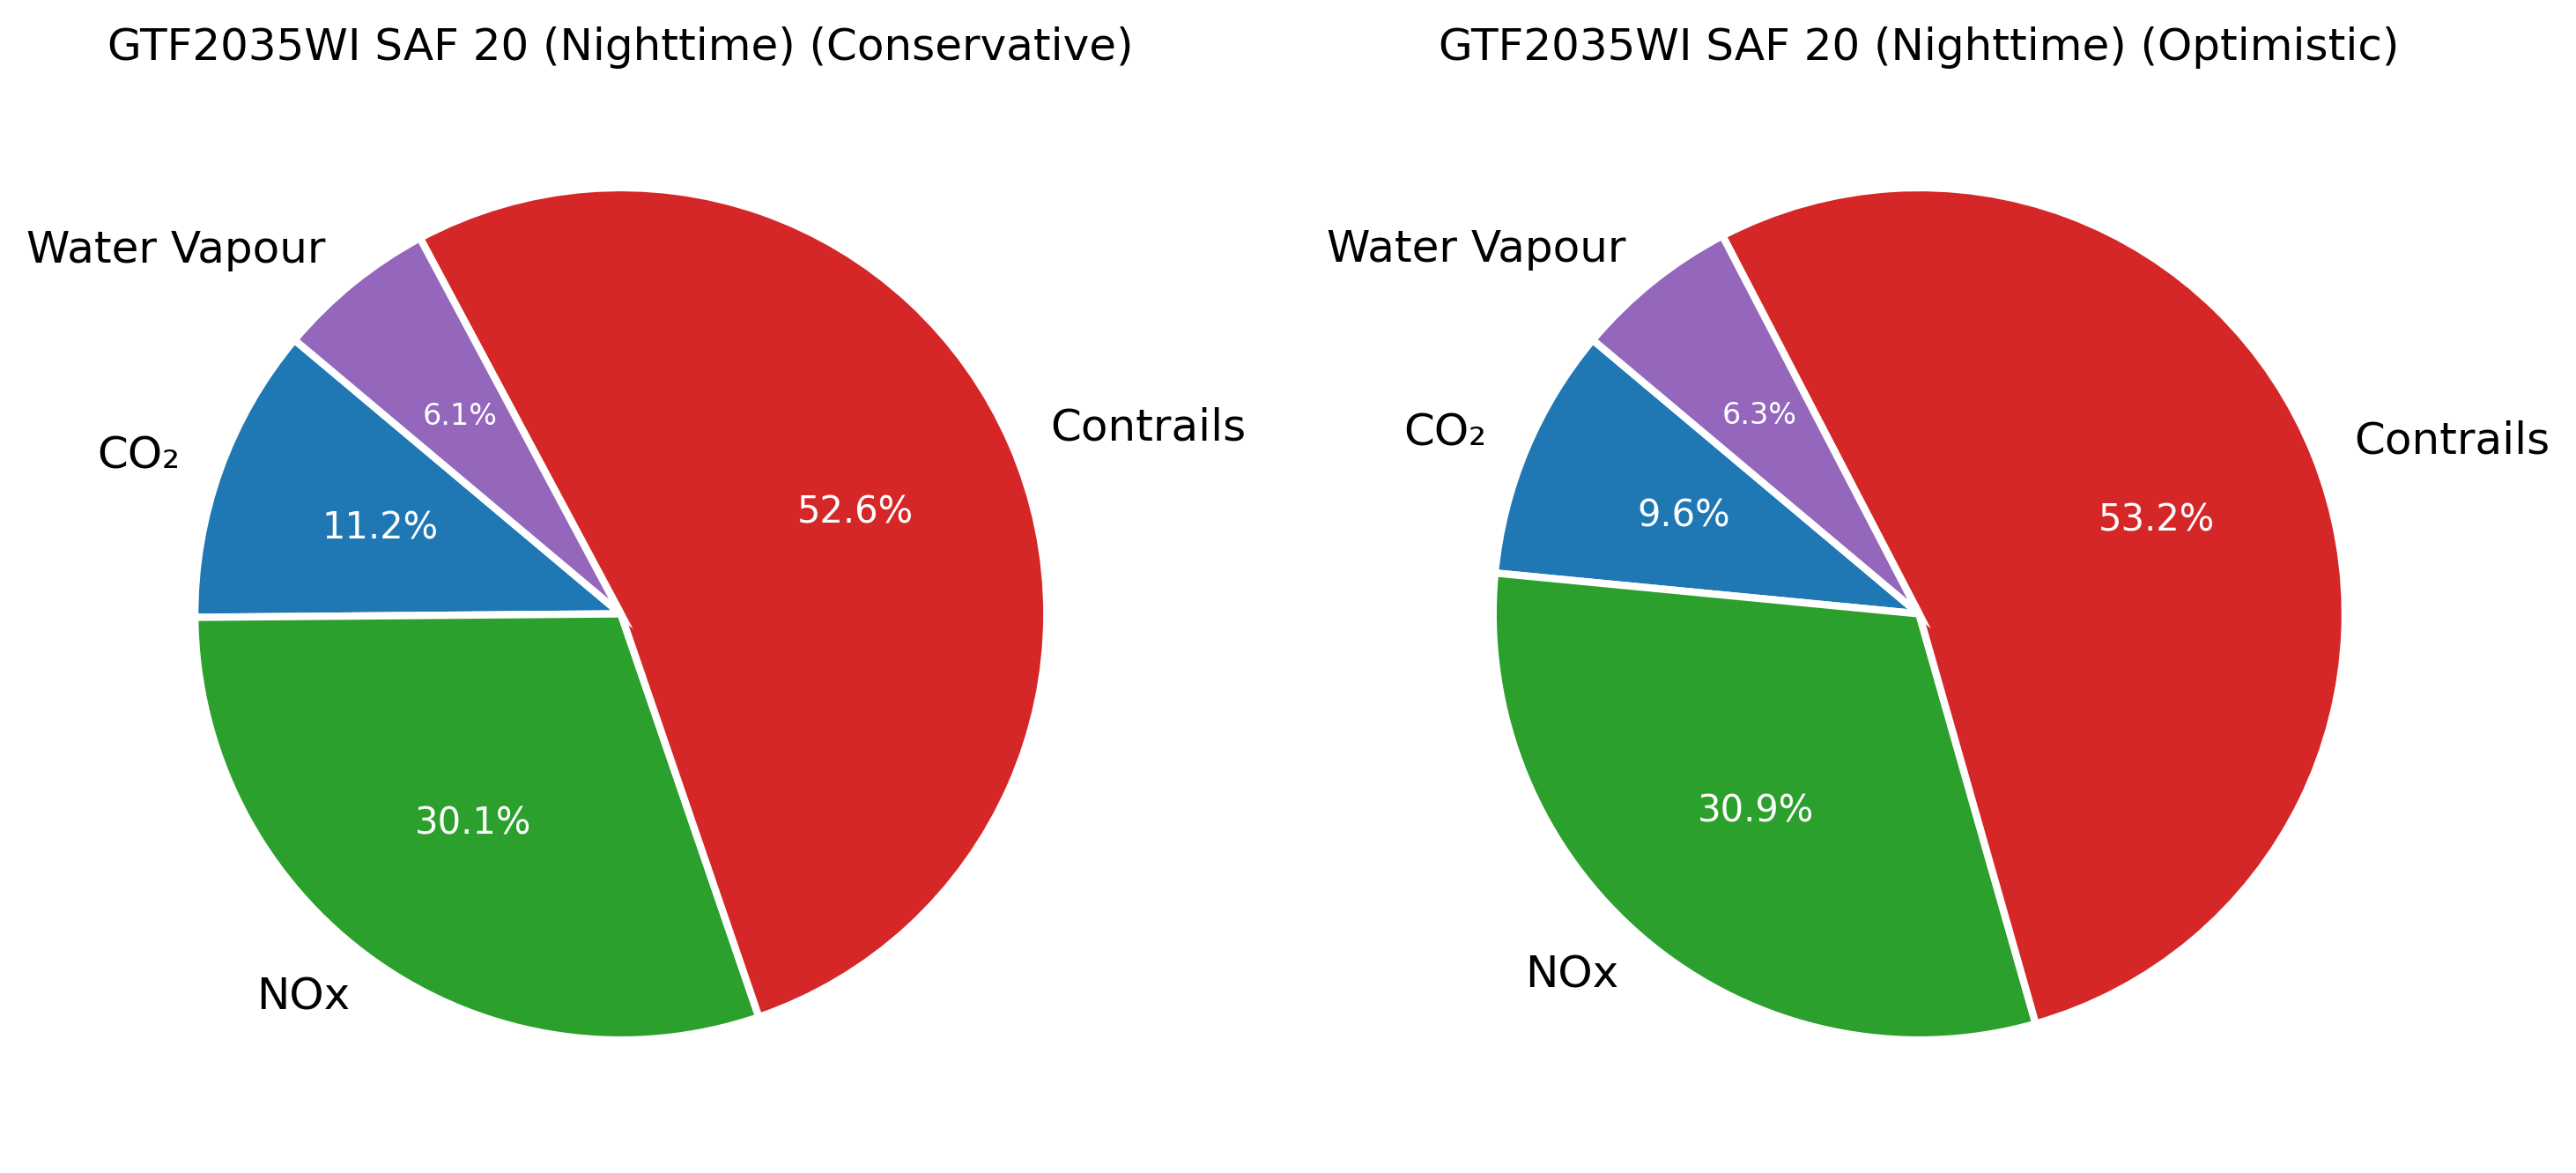 GTF2035WI SAF 20 (Nighttime) (Conservative)
Water Vapour
CO₂
Contrails
NOx
6.1%
11.2%
52.6%
30.1%
GTF2035WI SAF 20 (Nighttime) (Optimistic)
Water Vapour
CO₂
Contrails
NOx
6.3%
9.6%
53.2%
30.9%